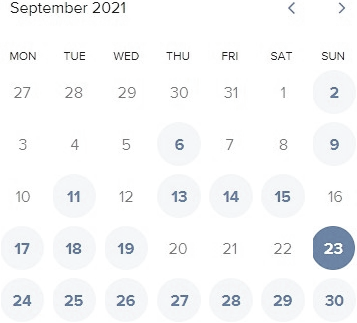 September 2021
MON TUE WED THU FRI SAT SUN
27 28 29 30 31 1 2
3 4 5 6 7 8 9
10 11 12 13 14 15 16
17 18 19 20 21 22 23
24 25 26 27 28 29 30